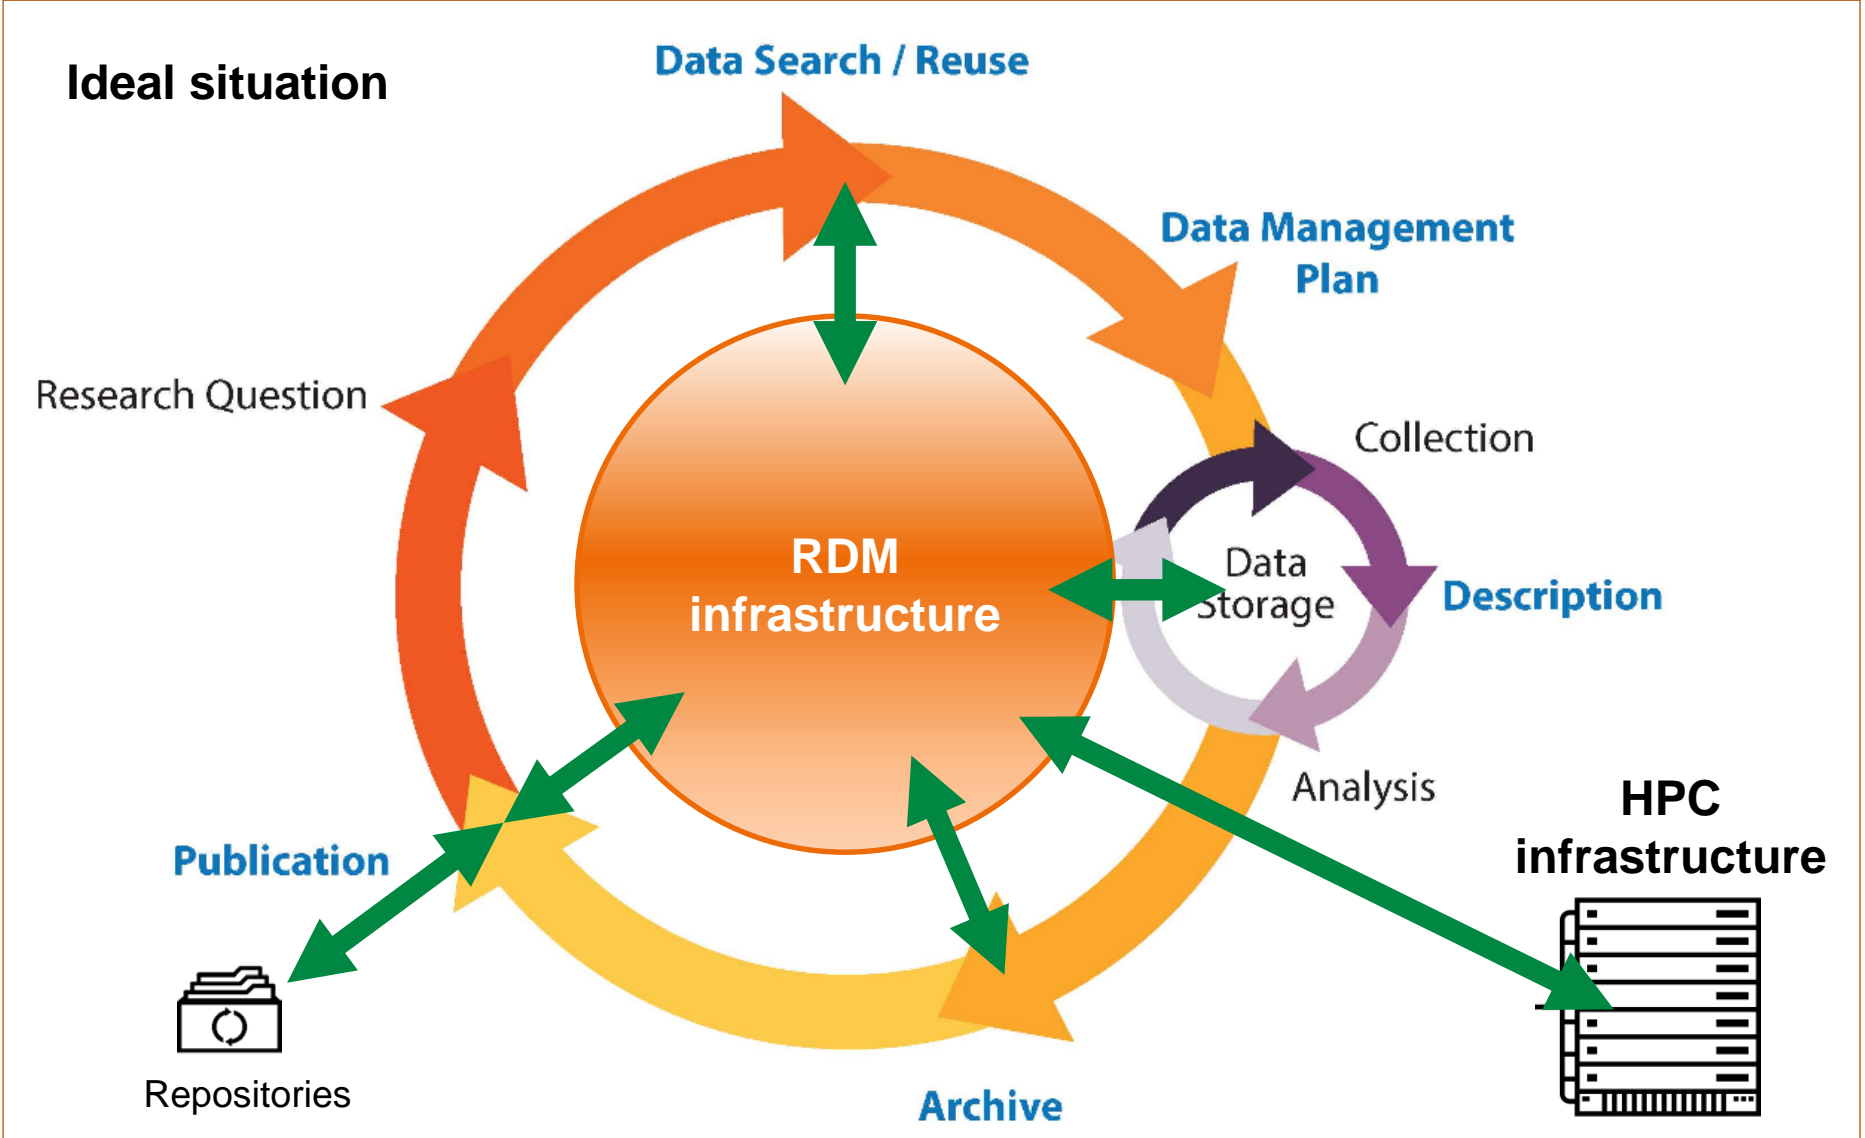 Ideal situation
Data Search / Reuse
Data Management
Plan
Research Question
Collection
RDM
infrastructure
Data
Storage
Description
Analysis
HPC
infrastructure
Publication
Repositories
Archive